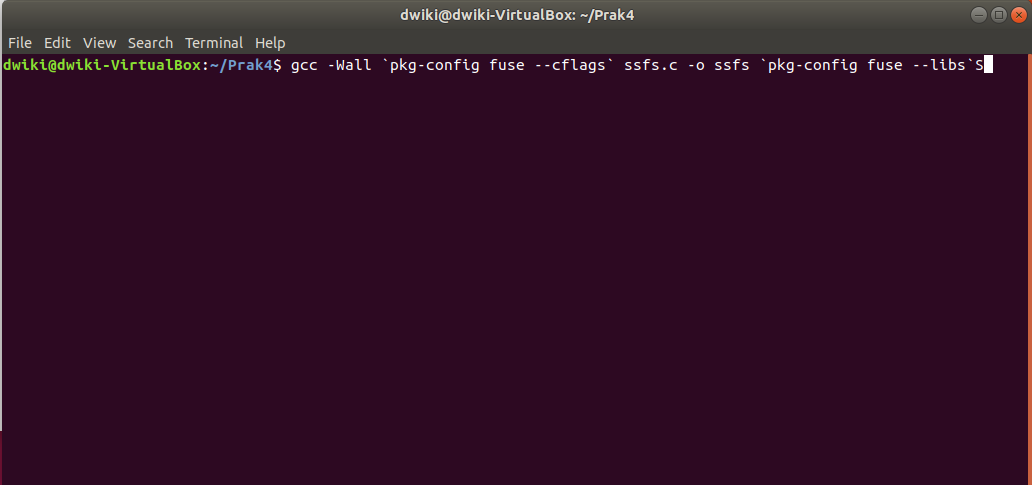 dwiki@dwiki-VirtualBox: ~/Prak4
File Edit View Search Terminal Help
dwiki@dwiki-VirtualBox:~/Prak4$ gcc -Wall `pkg-config fuse --cflags` ssfs.c -o ssfs `pkg-config fuse --libs`S